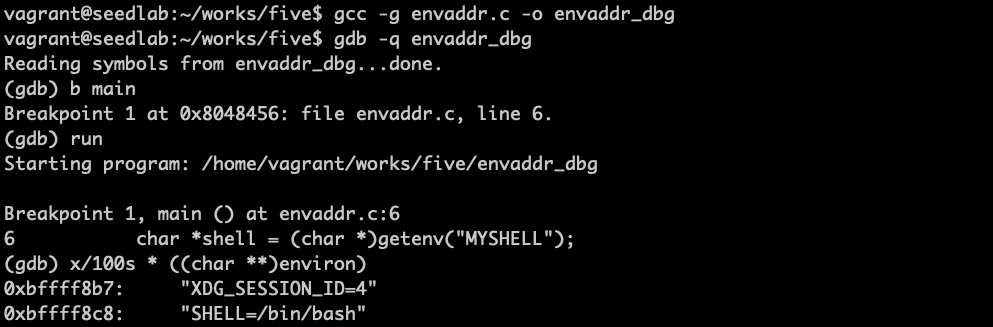 vagrant@seedlab:~/works/five$ gcc -g envaddr.c -o envaddr_dbg
vagrant@seedlab:~/works/five$ gdb -q envaddr_dbg
Reading symbols from envaddr_dbg...done.
(gdb) b main
Breakpoint 1 at 0x8048456: file envaddr.c, line 6.
(gdb) run
Starting program: /home/vagrant/works/five/envaddr_dbg

Breakpoint 1, main () at envaddr.c:6
6           char *shell = (char *)getenv("MYSHELL");
(gdb) x/100s * ((char **)environ)
0xbffff8b7:     "XDG_SESSION_ID=4"
0xbffff8c8:     "SHELL=/bin/bash"